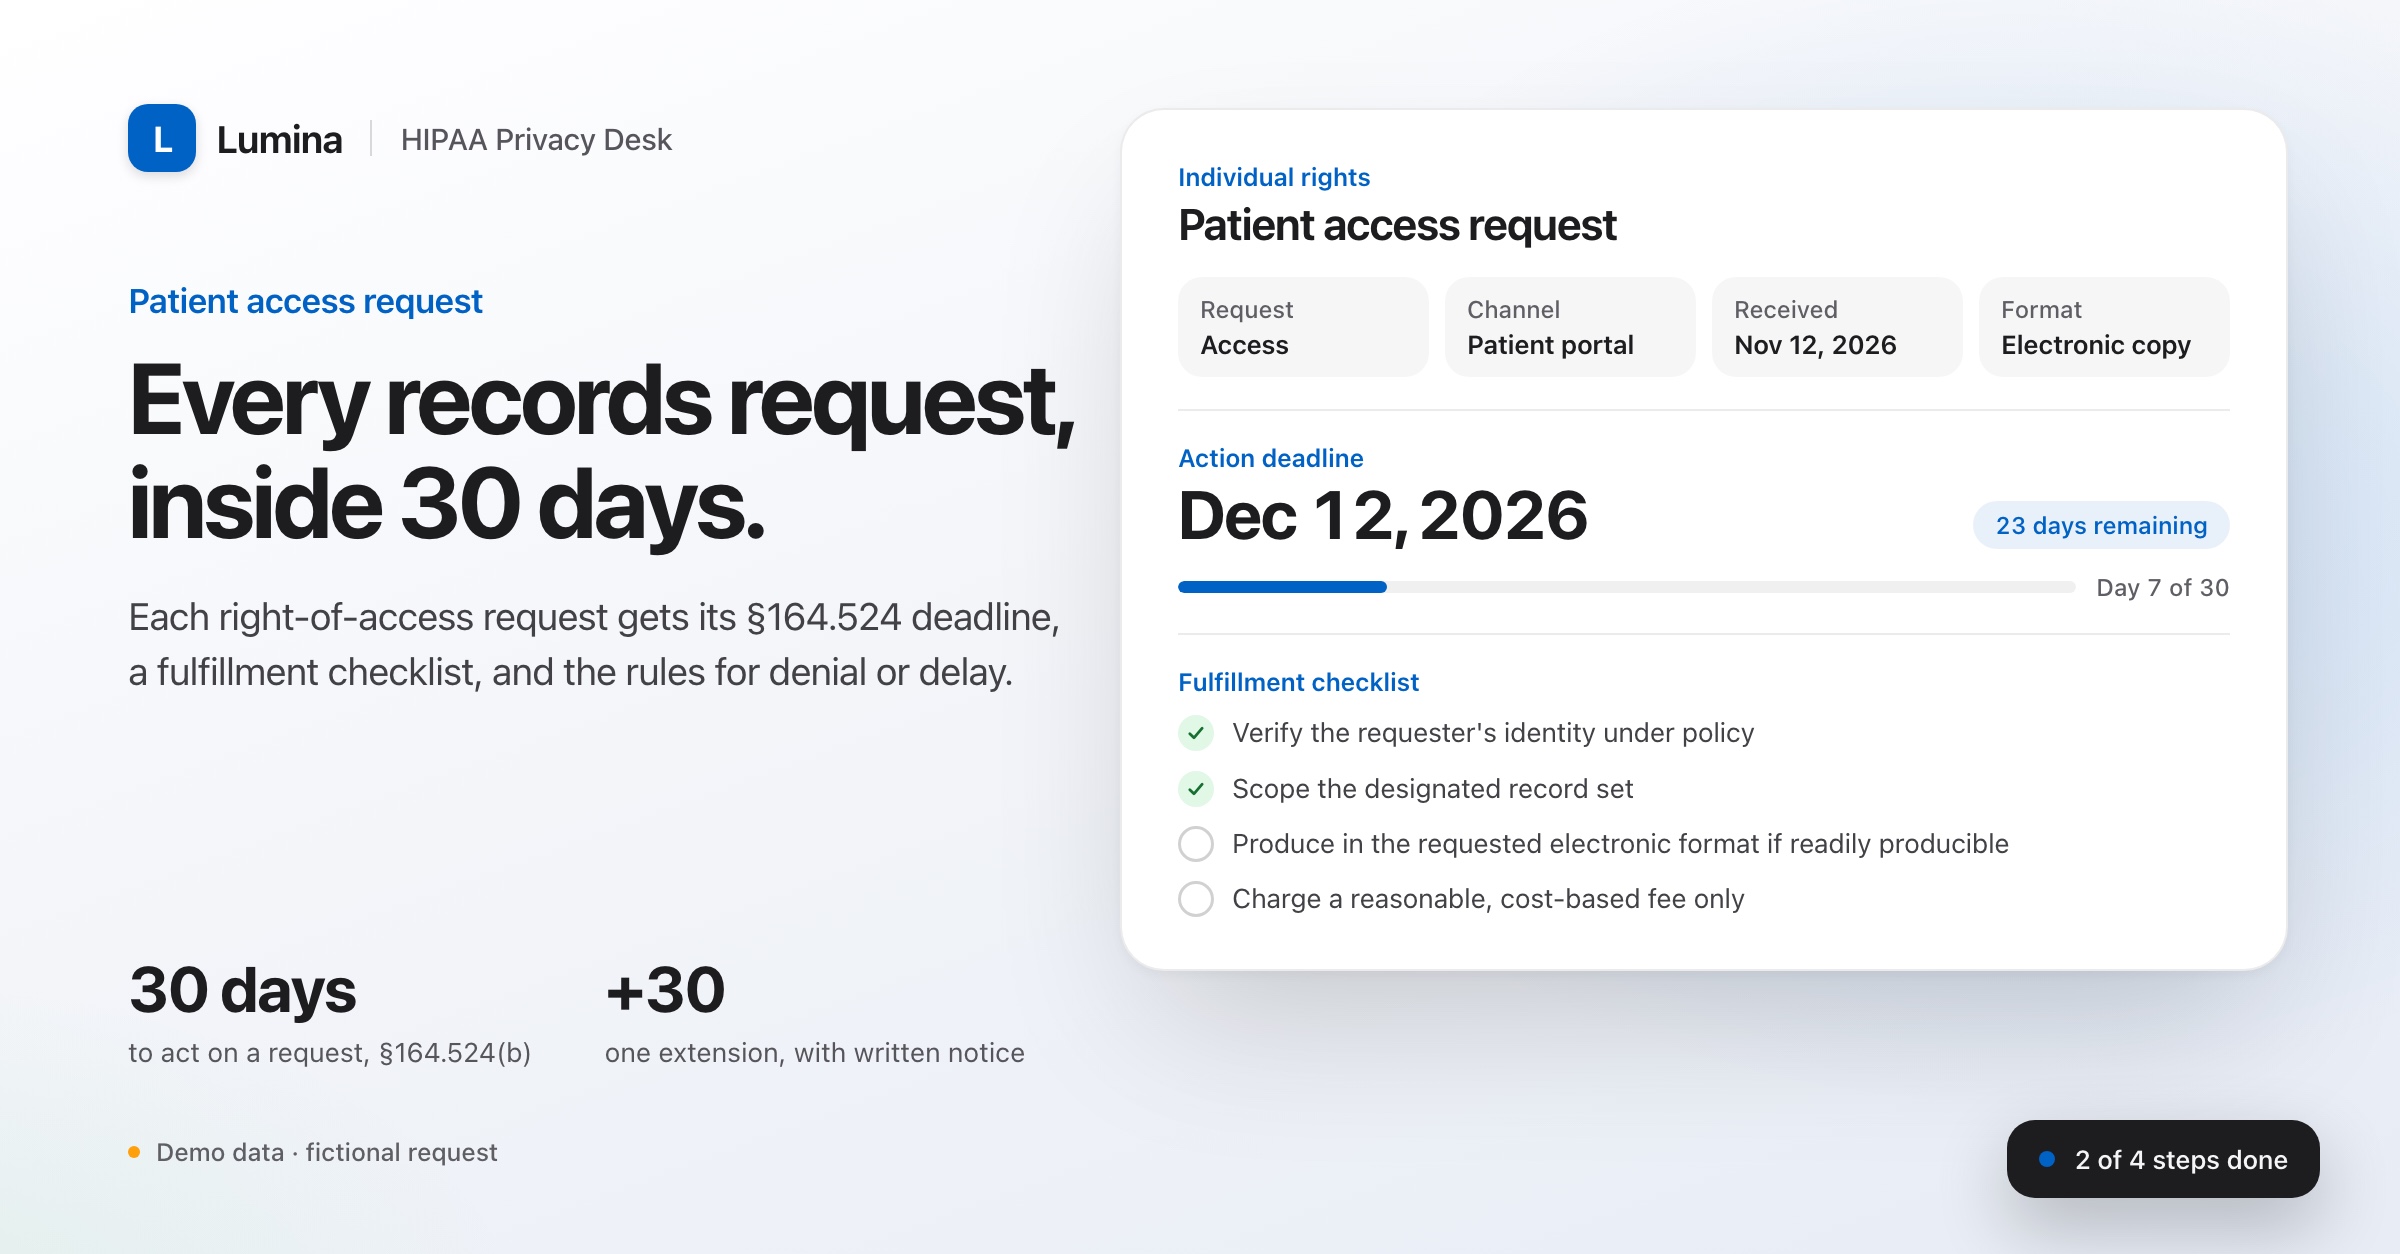 L
Lumina
HIPAA Privacy Desk
Patient access request
Every records request,
inside 30 days.
Each right-of-access request gets its §164.524 deadline,
a fulfillment checklist, and the rules for denial or delay.
30 days
to act on a request, §164.524(b)
+30
one extension, with written notice
Demo data · fictional request
Individual rights
Patient access request
Request
Access
Channel
Patient portal
Received
Nov 12, 2026
Format
Electronic copy
Action deadline
Dec 12, 2026
23 days remaining
Day 7 of 30
Fulfillment checklist
Verify the requester's identity under policy
Scope the designated record set
Produce in the requested electronic format if readily producible
Charge a reasonable, cost-based fee only
2 of 4 steps done